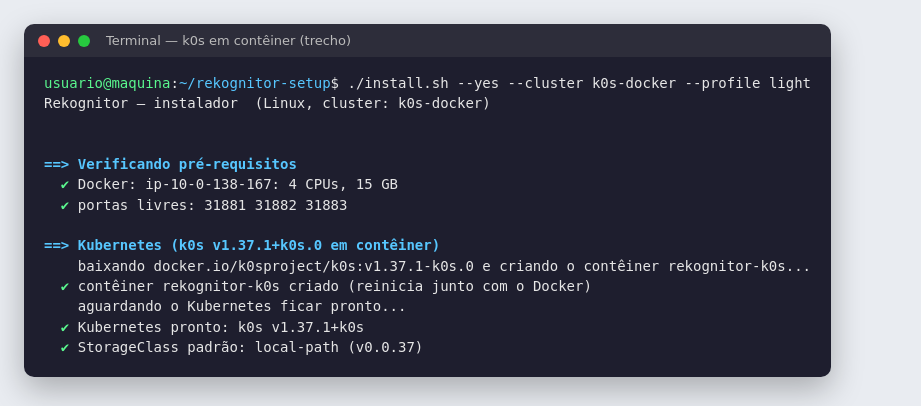 Terminal — k0s em contêiner (trecho)
usuario@maquina:~/rekognitor-setup$ ./install.sh --yes --cluster k0s-docker --profile light
Rekognitor — instalador  (Linux, cluster: k0s-docker)
==> Verificando pré-requisitos
✔ Docker: ip-10-0-138-167: 4 CPUs, 15 GB
✔ portas livres: 31881 31882 31883
==> Kubernetes (k0s v1.37.1+k0s.0 em contêiner)
baixando docker.io/k0sproject/k0s:v1.37.1-k0s.0 e criando o contêiner rekognitor-k0s...
✔ contêiner rekognitor-k0s criado (reinicia junto com o Docker)
aguardando o Kubernetes ficar pronto...
✔ Kubernetes pronto: k0s v1.37.1+k0s
✔ StorageClass padrão: local-path (v0.0.37)